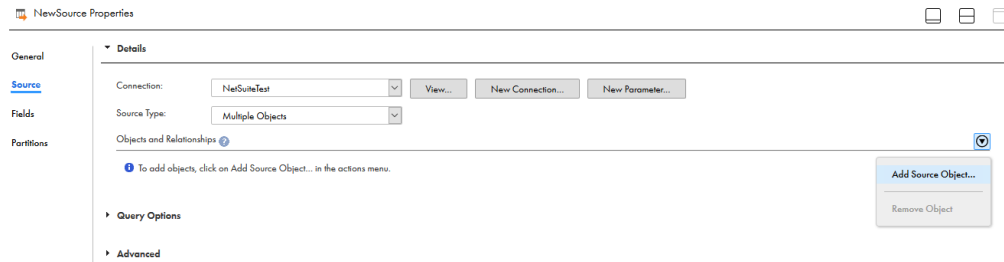 NewSource Properties
General
Source
Fields
Partitions
Details
Connection: NetSuiteTest View... New Connection... New Parameter...
Source Type: Multiple Objects
Objects and Relationships ?
To add objects, click on Add Source Object... in the actions menu.
Add Source Object...
Remove Object
Query Options
Advanced